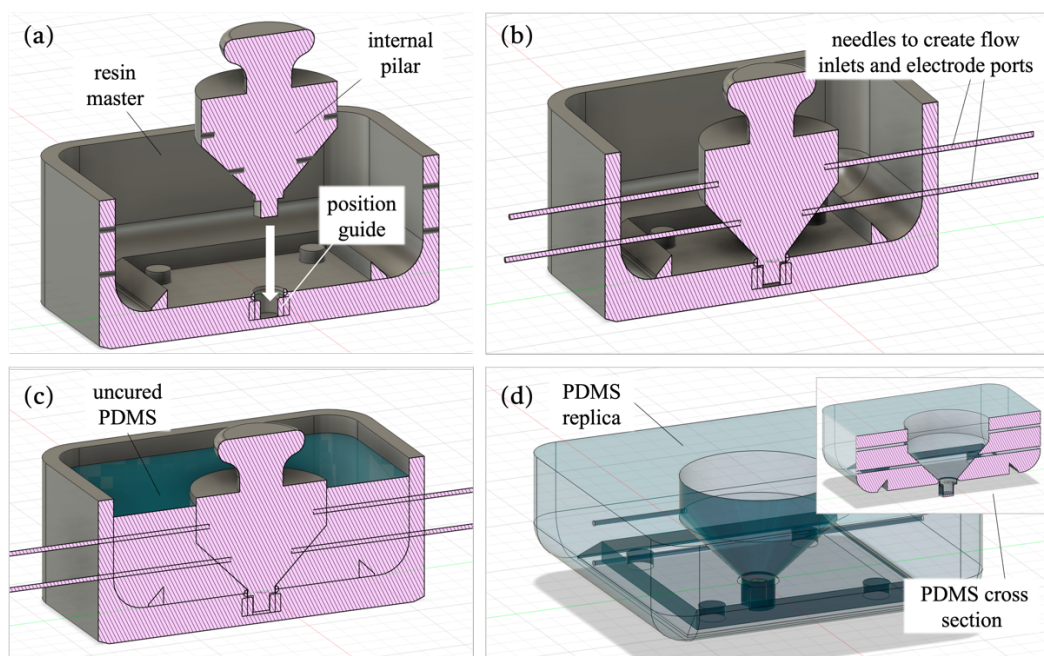 (a)
resin
master
internal
pilar
position
guide
(b)
needles to create flow
inlets and electrode ports
(c)
uncured
PDMS
(d)
PDMS
replica
PDMS cross
section